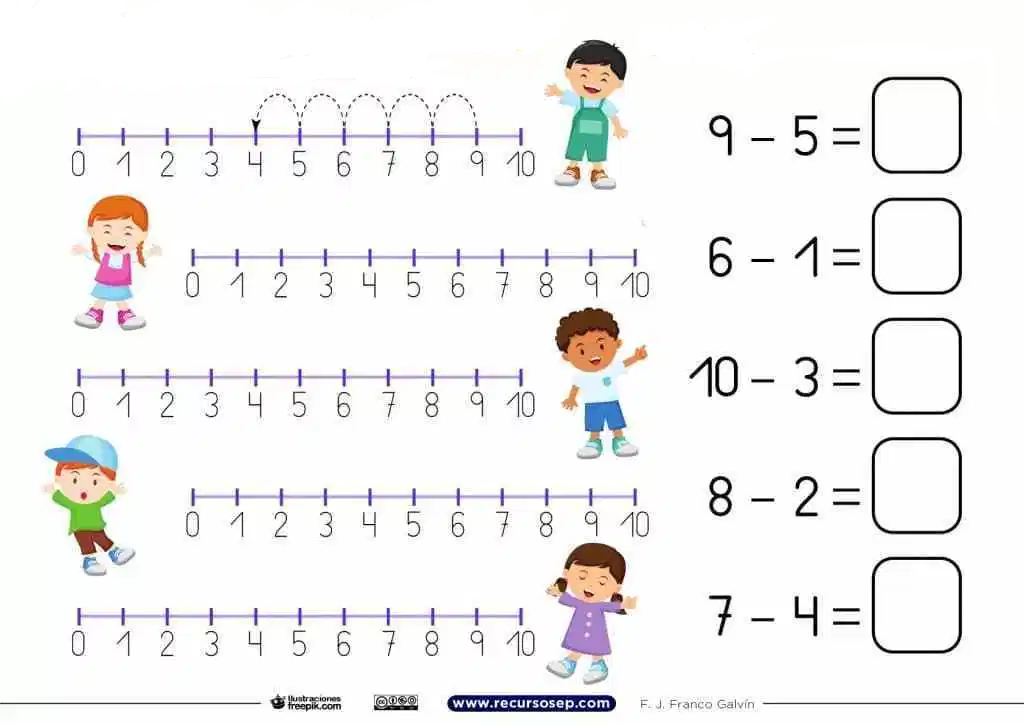 0 1 2 3 4 5 6 7 8 9 10
9 - 5 =
0 1 2 3 4 5 6 7 8 9 10
6 - 1 =
0 1 2 3 4 5 6 7 8 9 10
10 - 3 =
0 1 2 3 4 5 6 7 8 9 10
8 - 2 =
0 1 2 3 4 5 6 7 8 9 10
7 - 4 =
Ilustraciones
freepik.com
www.recursosep.com
F. J. Franco Galvín